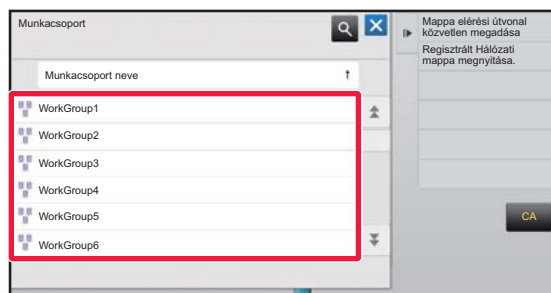 Munkacsoport
Munkacsoport neve
WorkGroup1
WorkGroup2
WorkGroup3
WorkGroup4
WorkGroup5
WorkGroup6
Mappa elérési útvonal
közvetlen megadása
Regisztrált Hálózati
mappa megnyitása.
CA